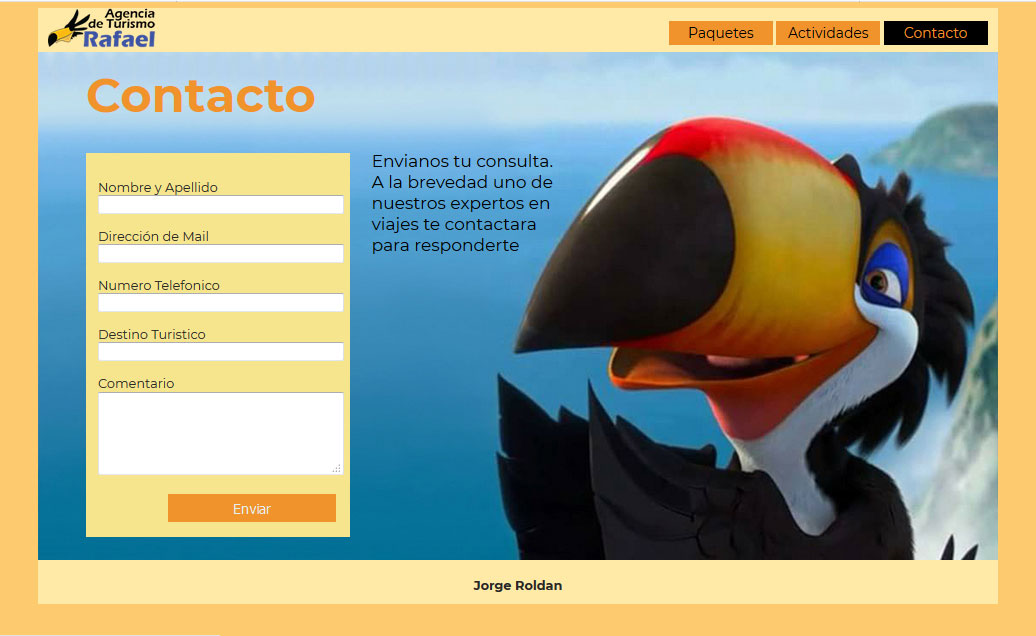 Agencia
de Turismo
Rafael
Paquetes
Actividades
Contacto
Contacto
Nombre y Apellido
Dirección de Mail
Numero Telefonico
Destino Turistico
Comentario
Enviar
Envianos tu consulta.
A la brevedad uno de
nuestros expertos en
viajes te contactara
para responderte
Jorge Roldan